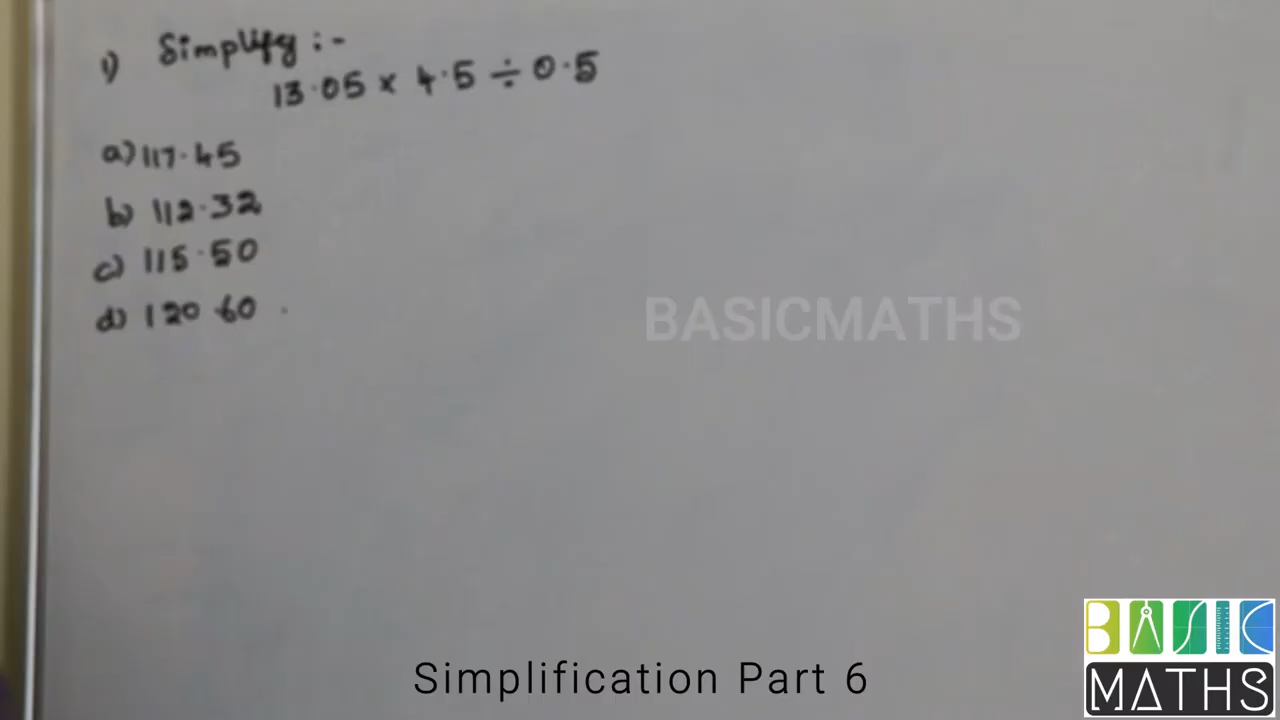 1) Simplify :-
13.05 × 4.5 ÷ 0.5
a) 117.45
b) 112.32
c) 115.50
d) 120.60
BASICMATHS
BASIC
MATHS
Simplification Part 6